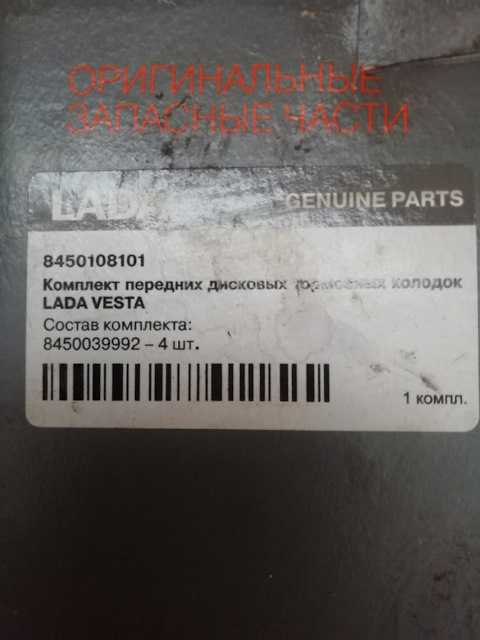 ОРИГИНАЛЬНЫЕ
ЗАПАСНЫЕ ЧАСТИ
LADA
GENUINE PARTS
8450108101
Комплект передних дисковых тормозных колодок
LADA VESTA
Состав комплекта:
8450039992 – 4 шт.
1 компл.